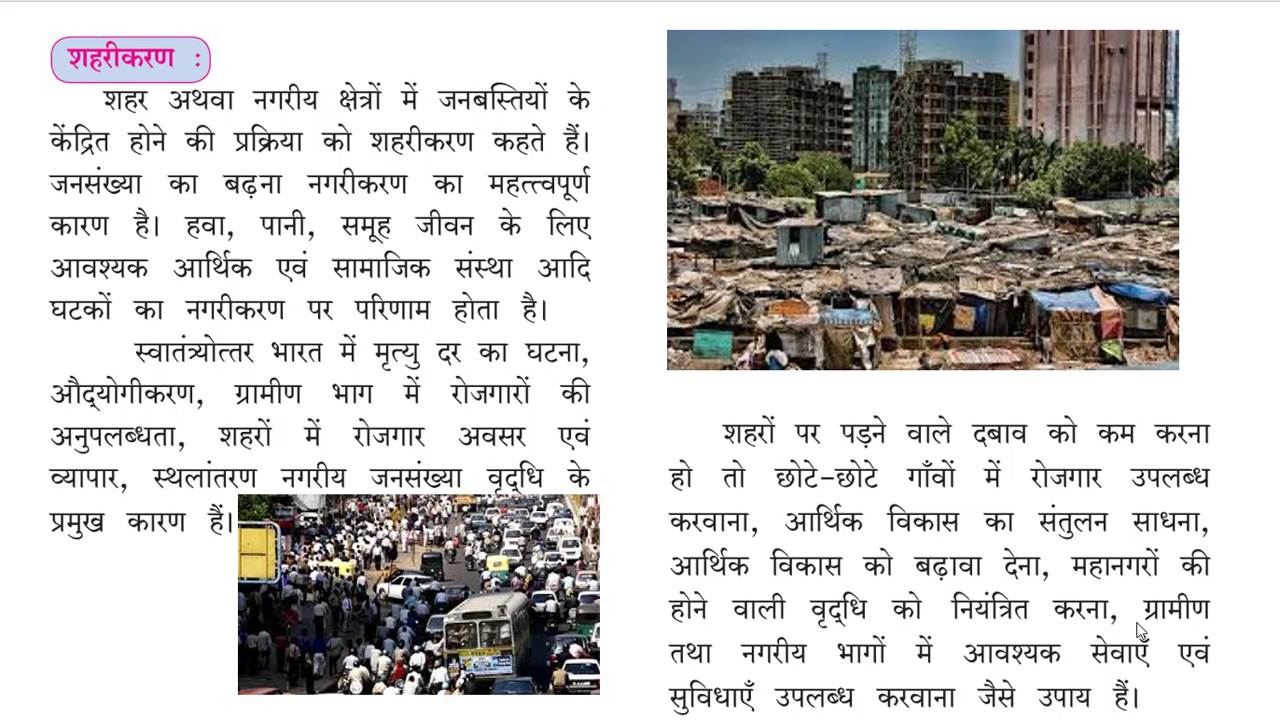 शहरीकरण :
शहर अथवा नगरीय क्षेत्रों में जनबस्तियों के
केंद्रित होने की प्रक्रिया को शहरीकरण कहते हैं।
जनसंख्या का बढ़ना नगरीकरण का महत्त्वपूर्ण
कारण है। हवा, पानी, समूह जीवन के लिए
आवश्यक आर्थिक एवं सामाजिक संस्था आदि
घटकों का नगरीकरण पर परिणाम होता है।
स्वातंत्र्योत्तर भारत में मृत्यु दर का घटना,
औद्‌योगीकरण, ग्रामीण भाग में रोजगारों की
अनुपलब्धता, शहरों में रोजगार अवसर एवं
व्यापार, स्थलांतरण नगरीय जनसंख्या वृद्‌धि के
प्रमुख कारण हैं।
शहरों पर पड़ने वाले दबाव को कम करना
हो तो छोटे-छोटे गाँवों में रोजगार उपलब्ध
करवाना, आर्थिक विकास का संतुलन साधना,
आर्थिक विकास को बढ़ावा देना, महानगरों की
होने वाली वृद्‌धि को नियंत्रित करना, ग्रामीण
तथा नगरीय भागों में आवश्यक सेवाएँ एवं
सुविधाएँ उपलब्ध करवाना जैसे उपाय हैं।